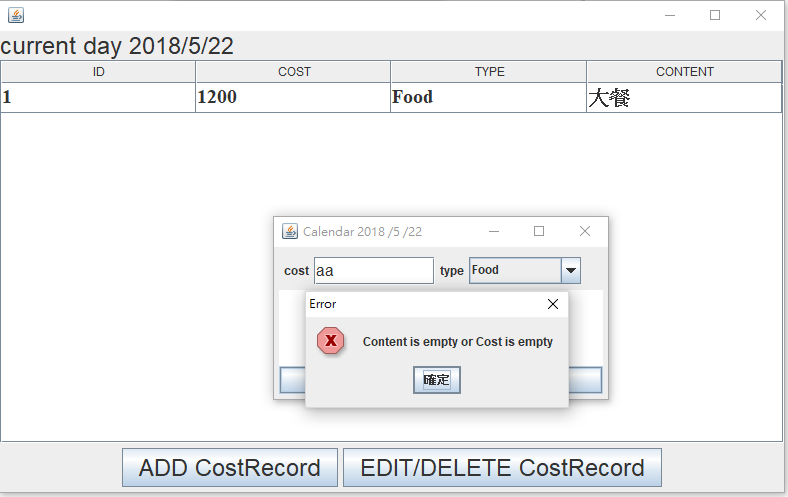 current day 2018/5/22
ID COST TYPE CONTENT
1 1200 Food 大餐
Calendar 2018 /5 /22
cost aa type Food
Error
Content is empty or Cost is empty
確定
ADD CostRecord EDIT/DELETE CostRecord